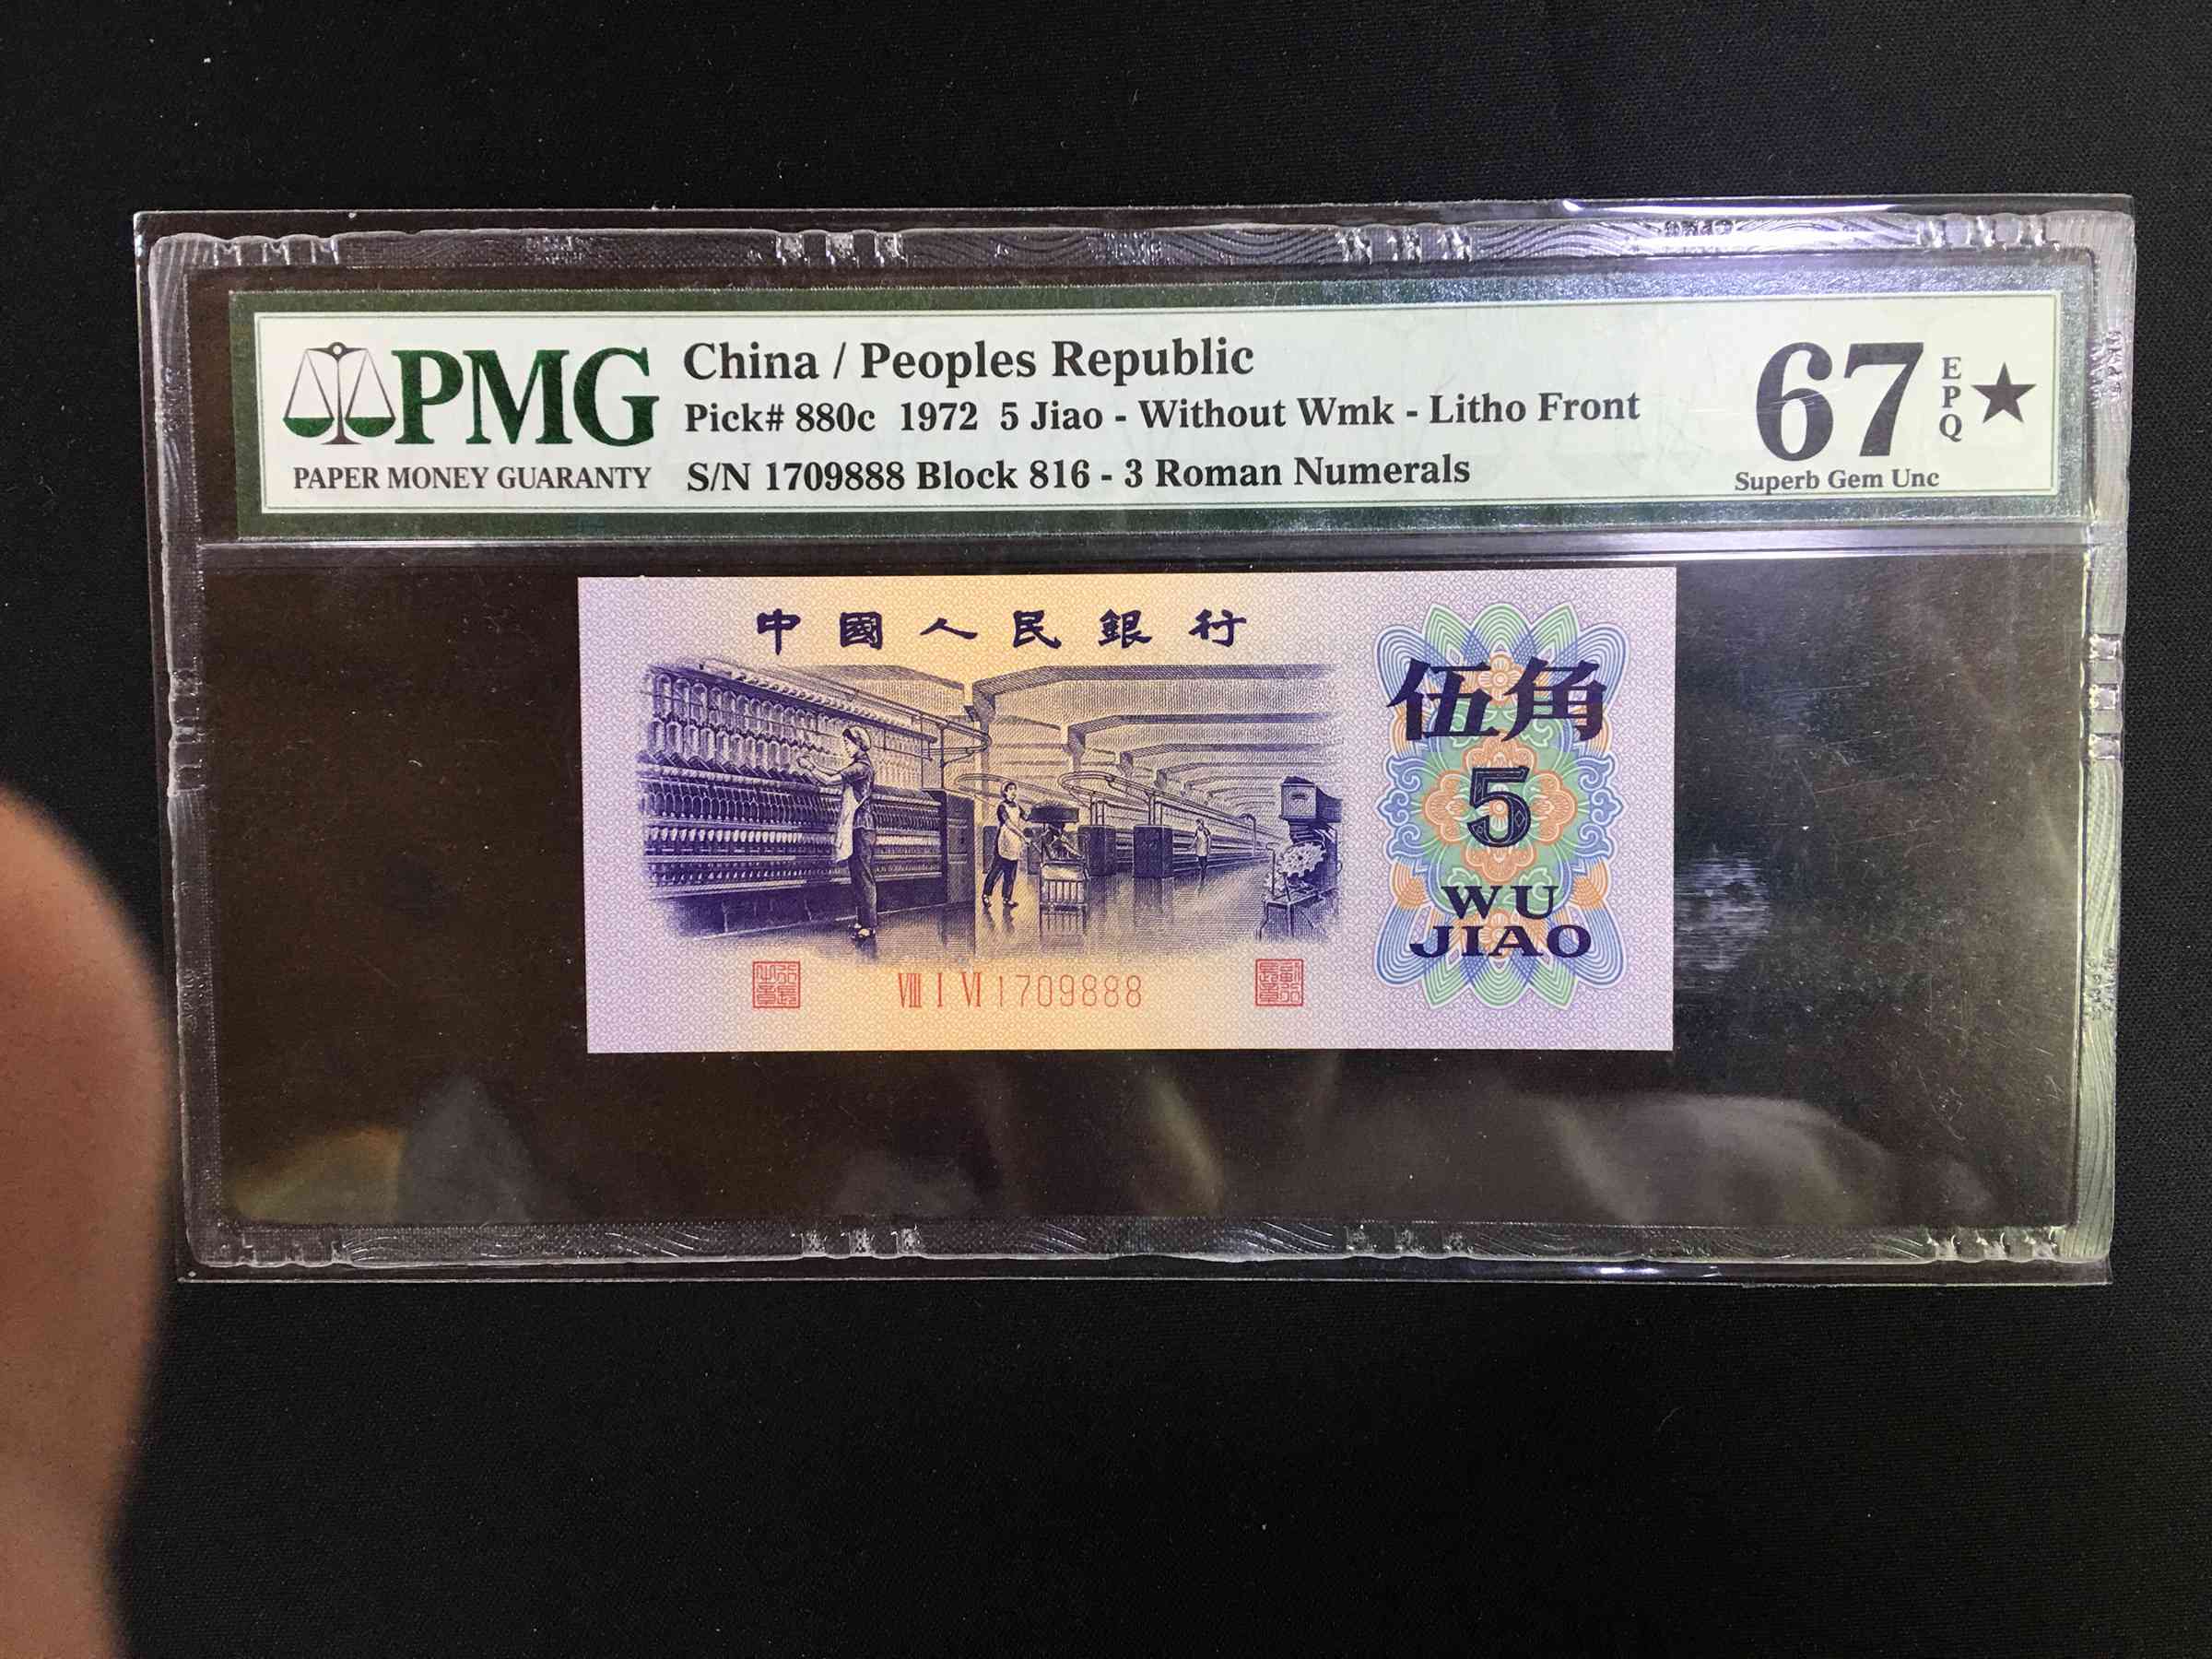 PMG
PAPER MONEY GUARANTY
China / Peoples Republic
Pick# 880c 1972 5 Jiao - Without Wmk - Litho Front
S/N 1709888 Block 816 - 3 Roman Numerals
67 EPQ ★
Superb Gem Unc
中國人民銀行
伍角
5
WU
JIAO
VIII I VI 1709888